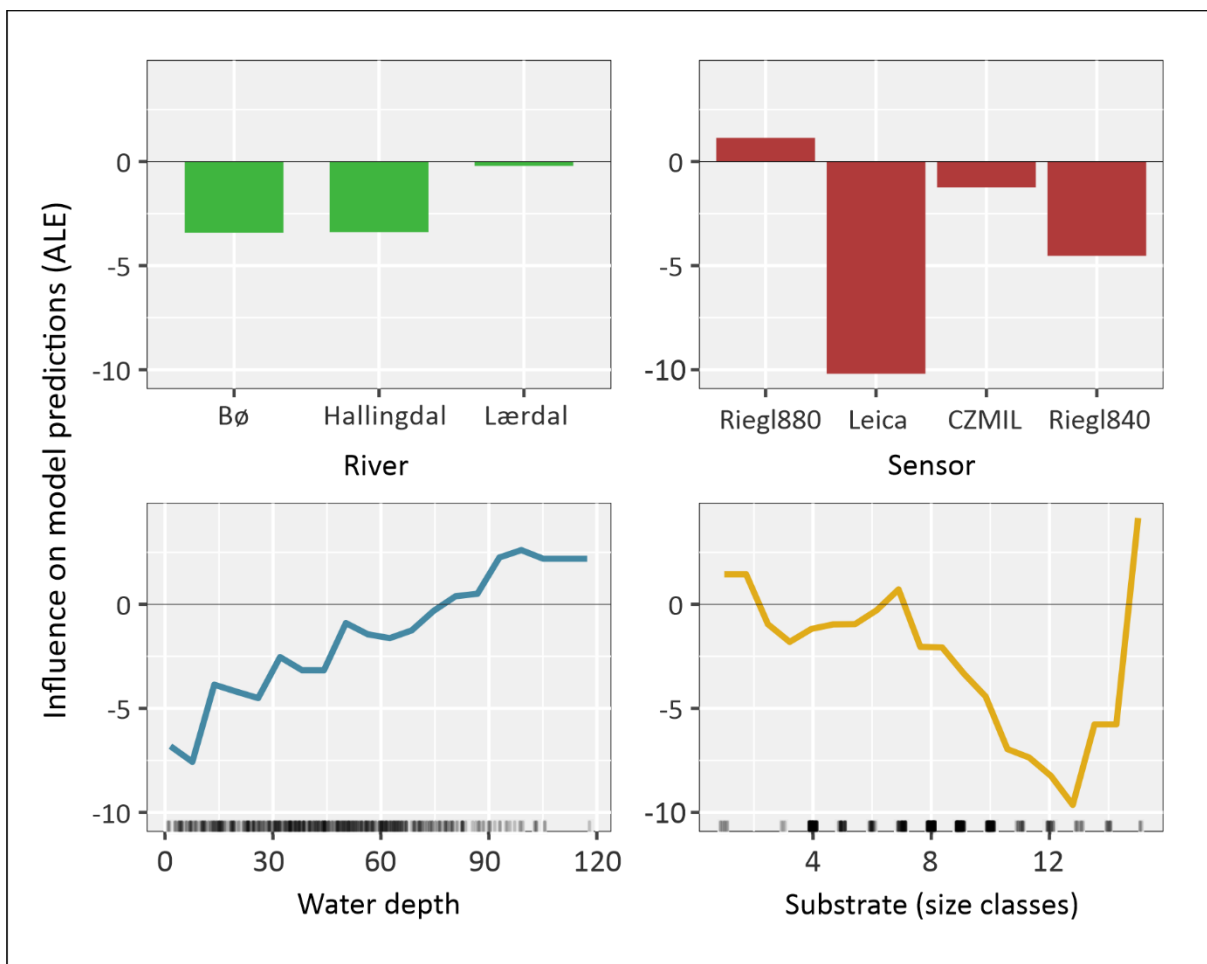 Influence on model predictions (ALE)
0
-5
-10
Bø Hallingdal Lærdal
River
0
-5
-10
Riegl880 Leica CZMIL Riegl840
Sensor
0
-5
-10
0 30 60 90 120
Water depth
0
-5
-10
4 8 12
Substrate (size classes)